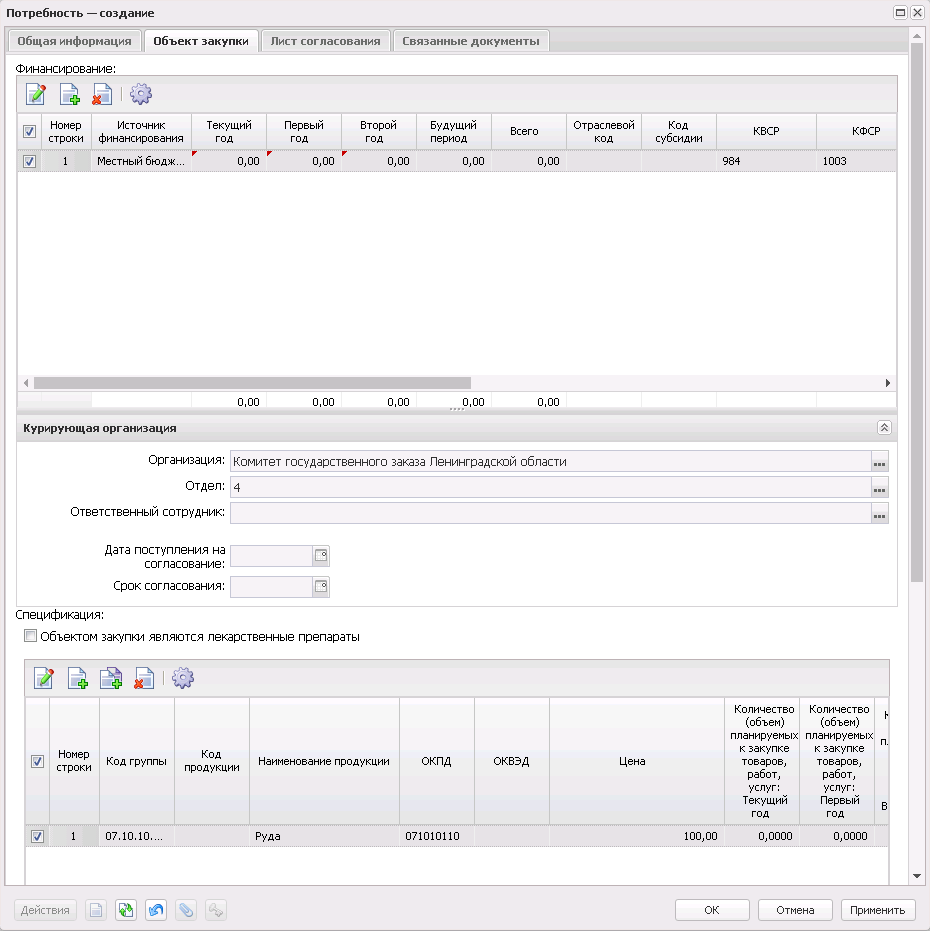 Потребность — создание
Общая информация Объект закупки Лист согласования Связанные документы
Финансирование:
Номер строки Источник финансирования Текущий год Первый год Второй год Будущий период Всего Отраслевой код Код субсидии КВСР КФСР
1 Местный бюдж... 0,00 0,00 0,00 0,00 0,00 984 1003
0,00 0,00 0,00 0,00 0,00
Курирующая организация
Организация: Комитет государственного заказа Ленинградской области
Отдел: 4
Ответственный сотрудник:
Дата поступления на
согласование:
Срок согласования:
Спецификация:
Объектом закупки являются лекарственные препараты
Номер строки Код группы Код продукции Наименование продукции ОКПД ОКВЭД Цена Количество (объем) планируемых к закупке товаров, работ, услуг: Текущий год Количество (объем) планируемых к закупке товаров, работ, услуг: Первый год
1 07.10.10.... Руда 071010110 100,00 0,0000 0,0000
Действия ОК Отмена Применить